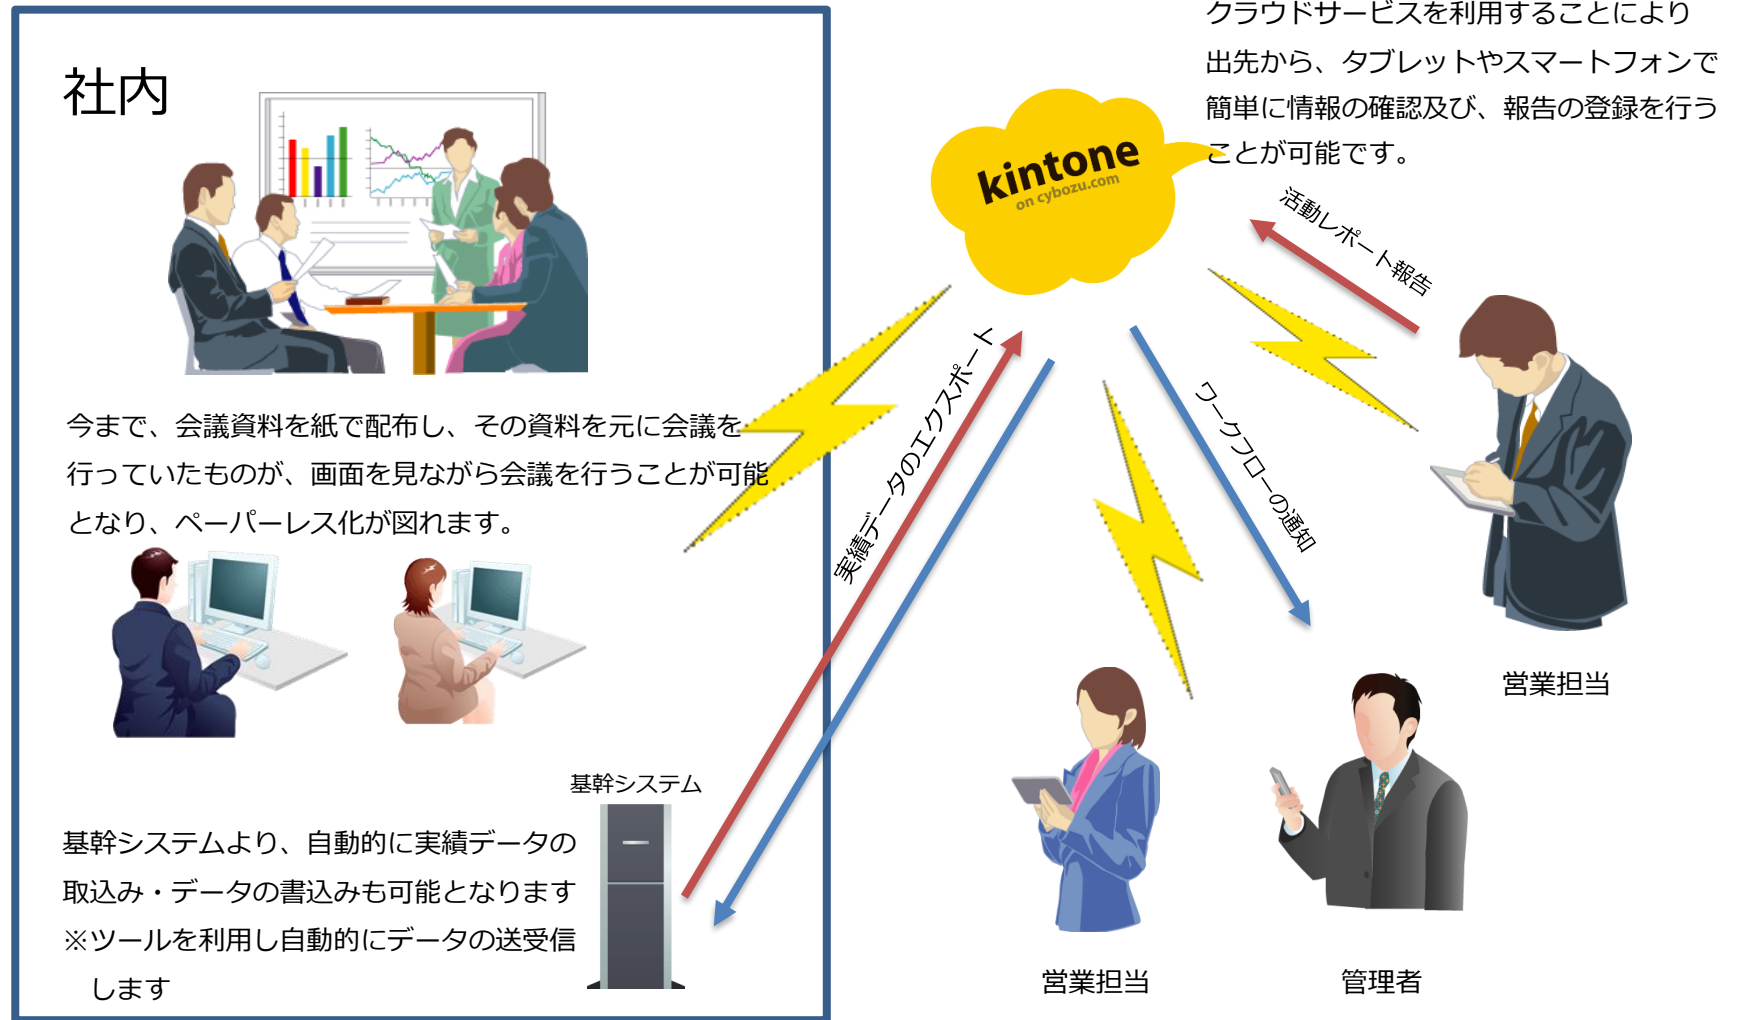 社内
今まで、会議資料を紙で配布し、その資料を元に会議を
行っていたものが、画面を見ながら会議を行うことが可能
となり、ペーパーレス化が図れます。
基幹システム
基幹システムより、自動的に実績データの
取込み・データの書込みも可能となります
※ツールを利用し自動的にデータの送受信
します
クラウドサービスを利用することにより
出先から、タブレットやスマートフォンで
簡単に情報の確認及び、報告の登録を行う
ことが可能です。
kintone
on cybozu.com
活動レポート報告
実績データのエクスポート
ワークフローの通知
営業担当
営業担当
管理者